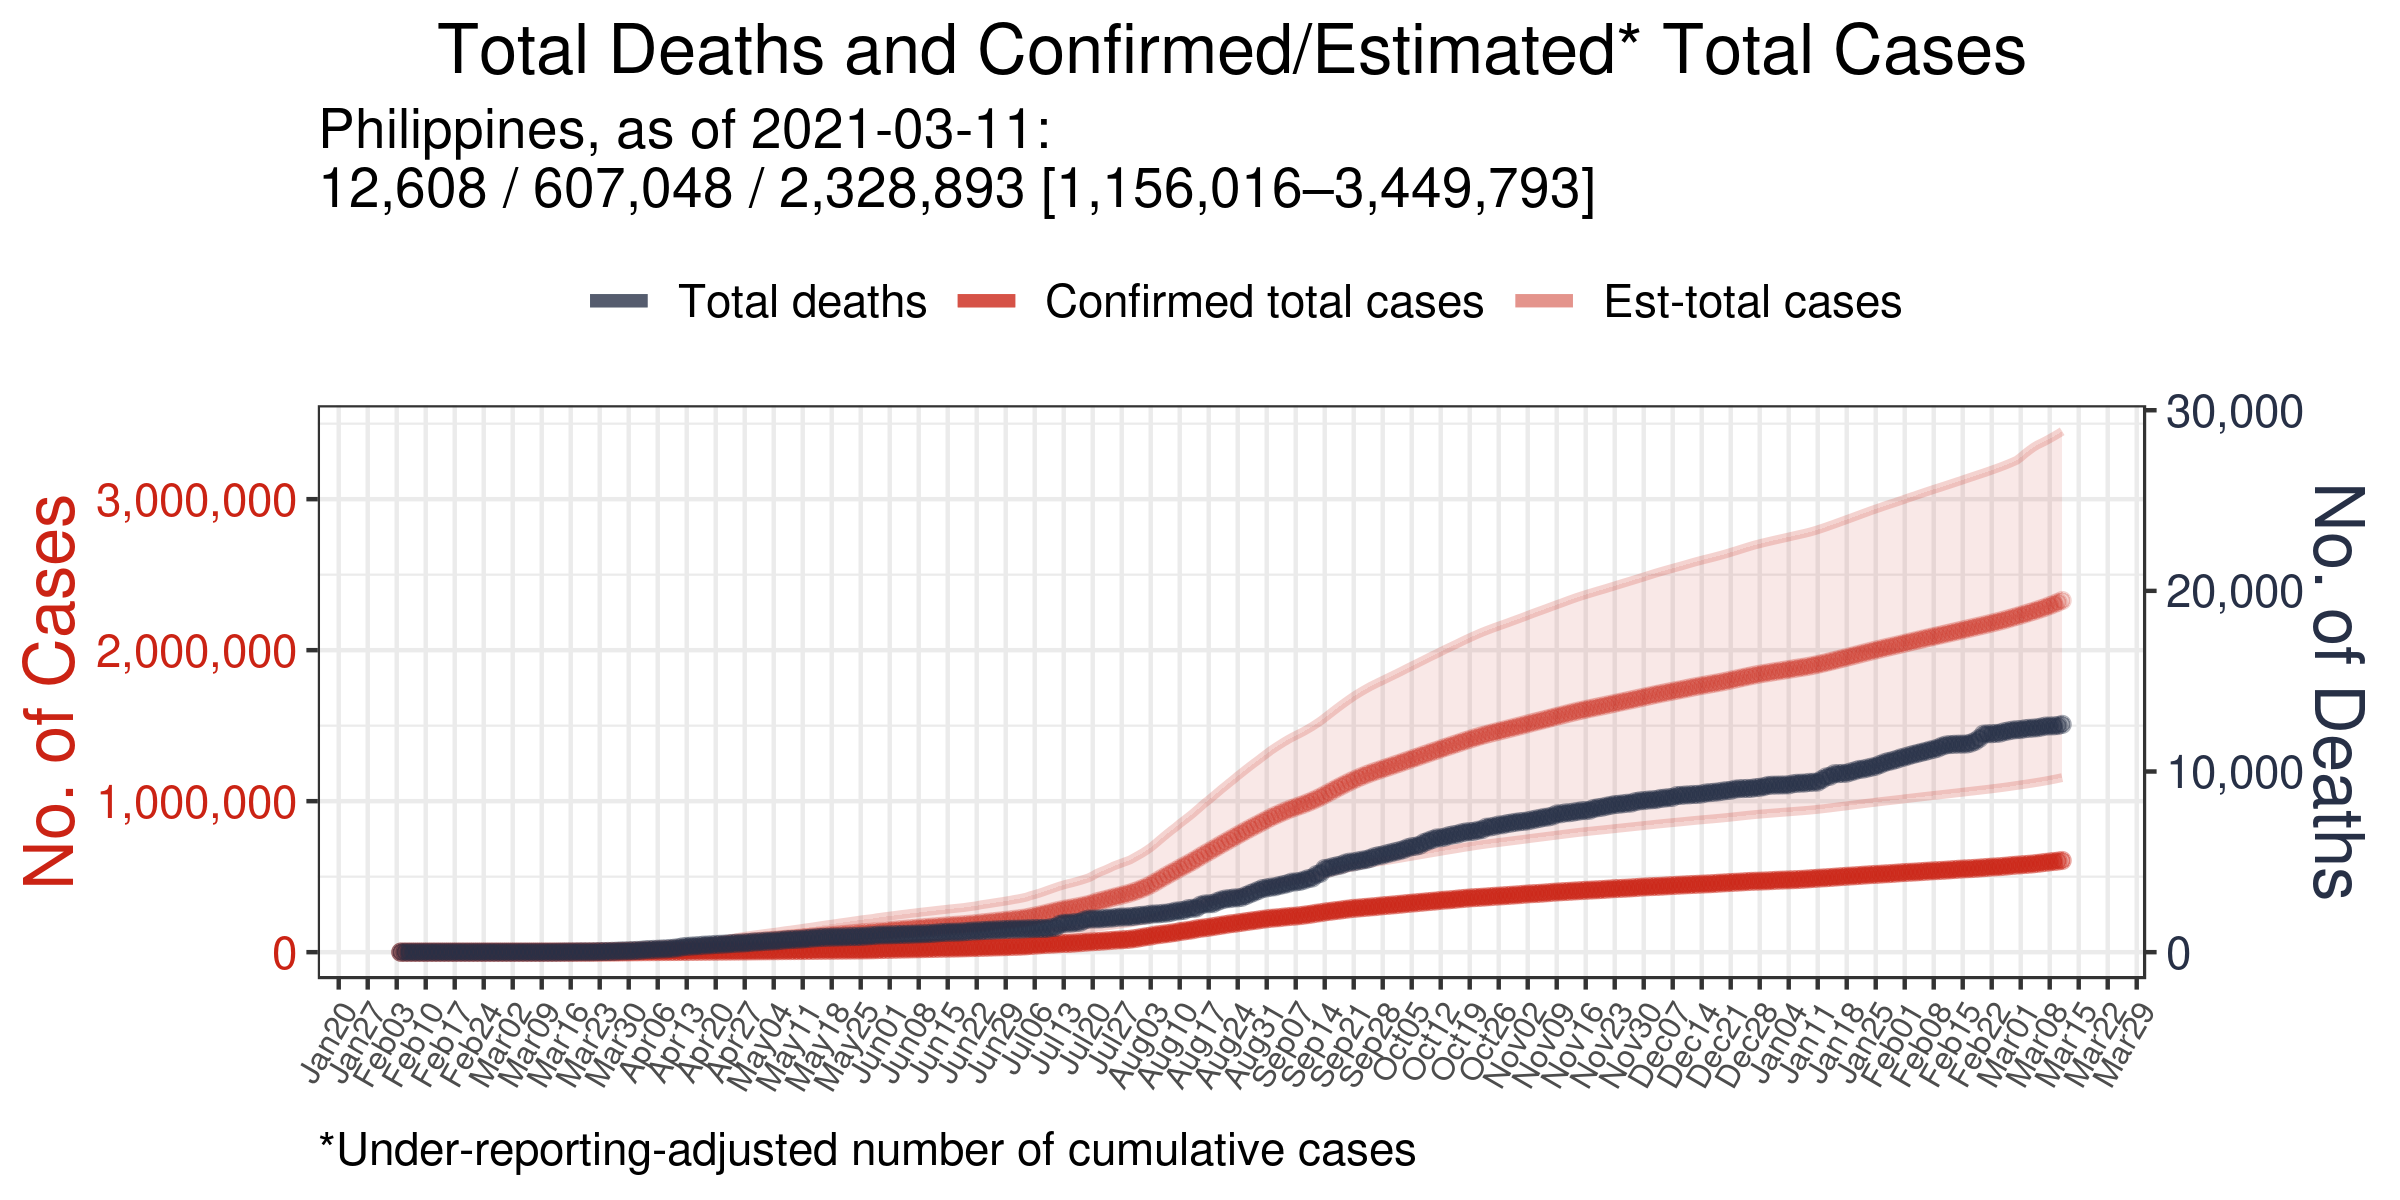 Total Deaths and Confirmed/Estimated* Total Cases
Philippines, as of 2021-03-11:
12,608 / 607,048 / 2,328,893 [1,156,016–3,449,793]
Total deaths
Confirmed total cases
Est-total cases
No. of Cases
3,000,000
2,000,000
1,000,000
0
30,000
20,000
10,000
0
No. of Deaths
Jan20
Jan27
Feb03
Feb10
Feb17
Feb24
Mar02
Mar09
Mar16
Mar23
Mar30
Apr06
Apr13
Apr20
Apr27
May04
May11
May18
May25
Jun01
Jun08
Jun15
Jun22
Jun29
Jul06
Jul13
Jul20
Jul27
Aug03
Aug10
Aug17
Aug24
Aug31
Sep07
Sep14
Sep21
Sep28
Oct05
Oct12
Oct19
Oct26
Nov02
Nov09
Nov16
Nov23
Nov30
Dec07
Dec14
Dec21
Dec28
Jan04
Jan11
Jan18
Jan25
Feb01
Feb08
Feb15
Feb22
Mar01
Mar08
Mar15
Mar22
Mar29
*Under-reporting-adjusted number of cumulative cases